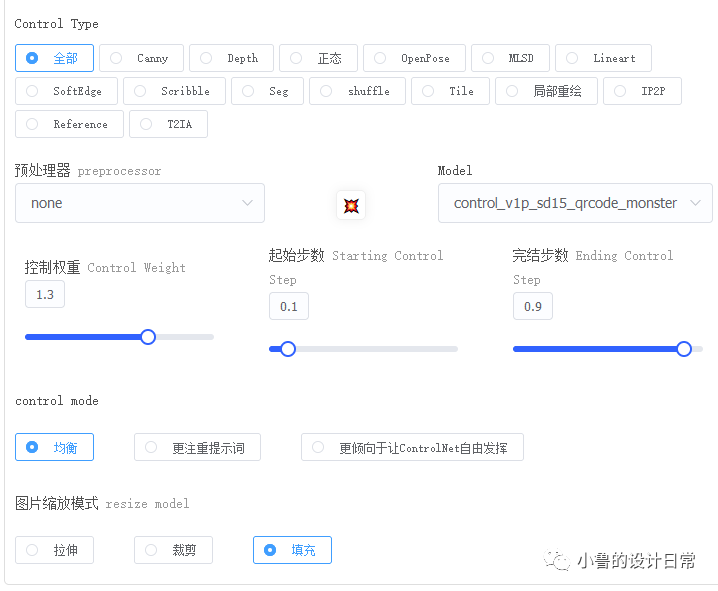 Control Type
全部 Canny Depth 正态 OpenPose MLSD Lineart
SoftEdge Scribble Seg shuffle Tile 局部重绘 IP2P
Reference T2IA
预处理器 preprocessor Model
none control_v1p_sd15_qrcode_monster
控制权重 Control Weight
1.3
起始步数 Starting Control
Step
0.1
完结步数 Ending Control
Step
0.9
control mode
均衡 更注重提示词 更倾向于让ControlNet自由发挥
图片缩放模式 resize model
拉伸 裁剪 填充
小鲁的设计日常